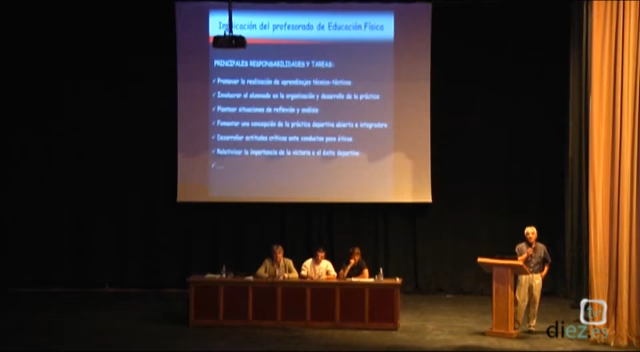 Implicación del profesorado de Educación Física
PRINCIPALES RESPONSABILIDADES Y TAREAS:
✓ Promover la realización de aprendizajes técnico-tácticos
✓ Involucrar al alumnado en la organización y desarrollo de la práctica
✓ Plantear situaciones de reflexión y análisis
✓ Fomentar una concepción de la práctica deportiva abierta e integradora
✓ Desarrollar actitudes críticas ante conductas poco éticas
✓ Relativizar la importancia de la victoria o el éxito deportivo
✓ ...
tv
diez.es